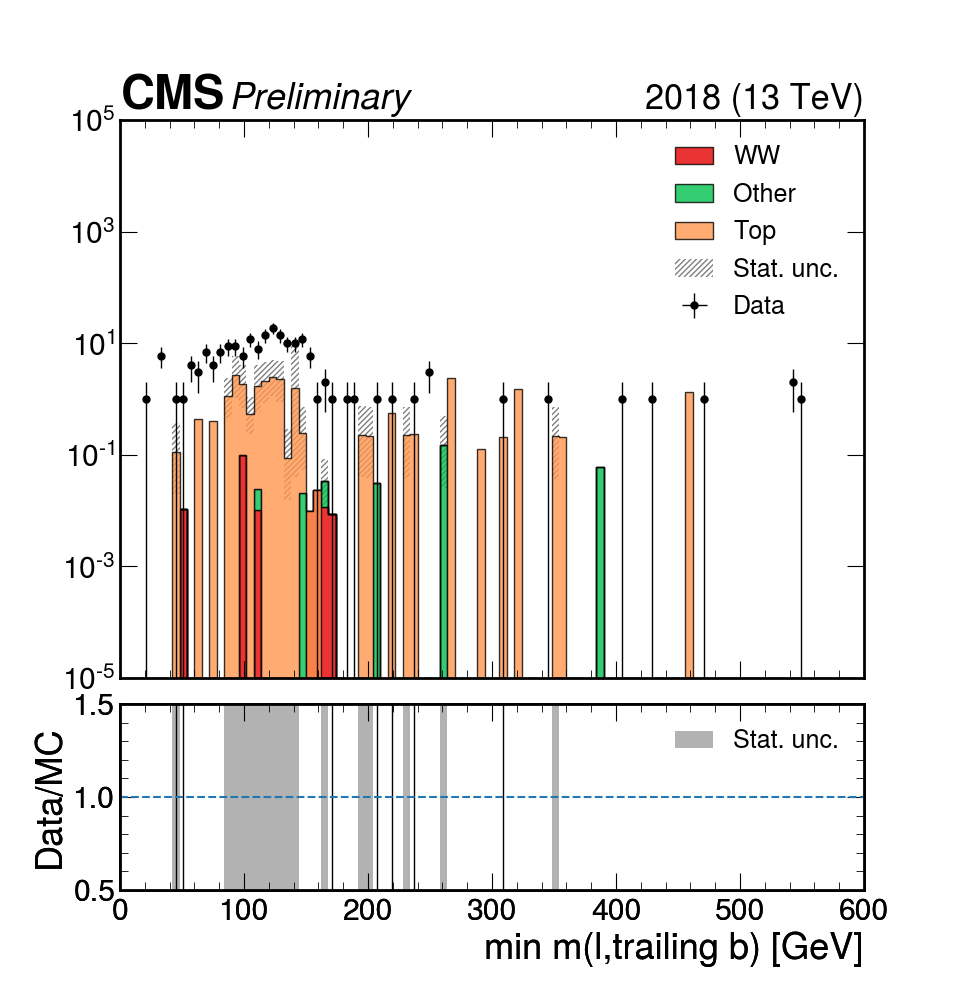 CMS Preliminary 2018 (13 TeV)
10^5
WW
Other
10^3
Top
Stat. unc.
Data
10^1
10^-1
10^-3
10^-5
1.5
Stat. unc.
Data/MC
1.0
0.5
0 100 200 300 400 500 600
min m(l,trailing b) [GeV]